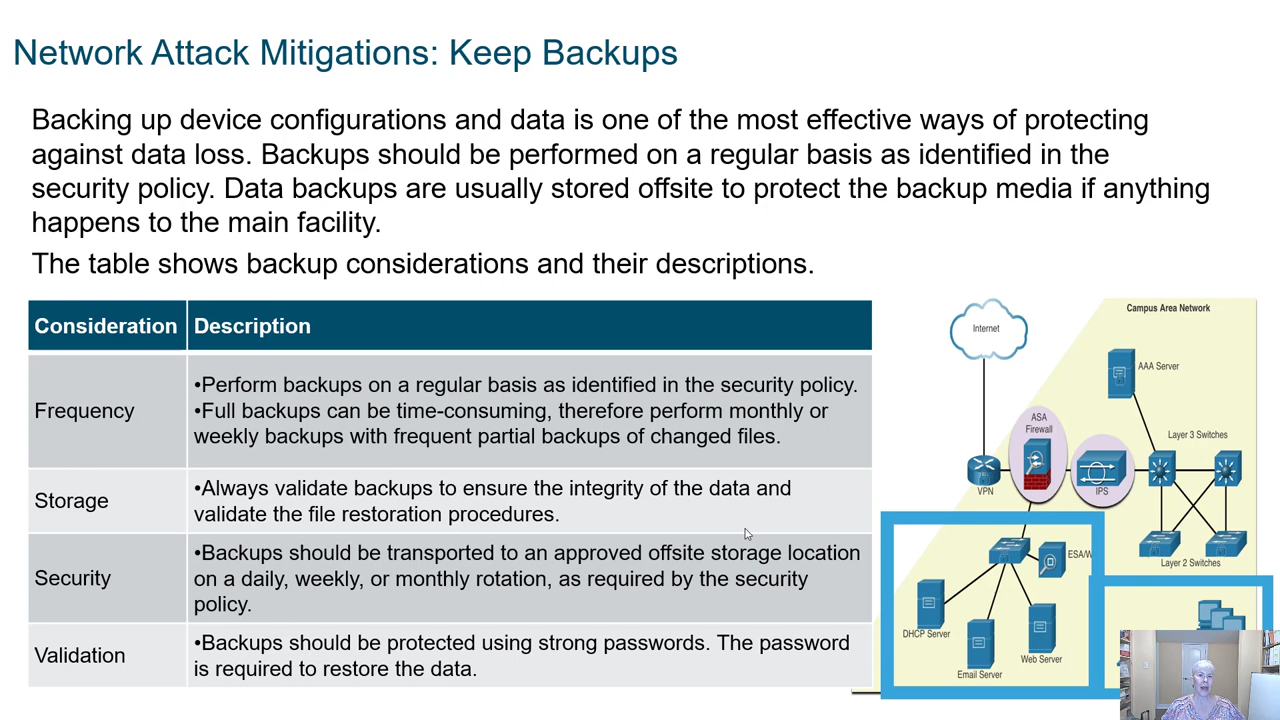 Network Attack Mitigations: Keep Backups
Backing up device configurations and data is one of the most effective ways of protecting
against data loss. Backups should be performed on a regular basis as identified in the
security policy. Data backups are usually stored offsite to protect the backup media if anything
happens to the main facility.
The table shows backup considerations and their descriptions.
Consideration Description
Frequency
•Perform backups on a regular basis as identified in the security policy.
•Full backups can be time-consuming, therefore perform monthly or
weekly backups with frequent partial backups of changed files.
Storage
•Always validate backups to ensure the integrity of the data and
validate the file restoration procedures.
Security
•Backups should be transported to an approved offsite storage location
on a daily, weekly, or monthly rotation, as required by the security
policy.
Validation
•Backups should be protected using strong passwords. The password
is required to restore the data.
Campus Area Network
Internet
AAA Server
ASA
Firewall
Layer 3 Switches
VPN
IPS
ESA/W
Layer 2 Switches
DHCP Server
Web Server
Email Server